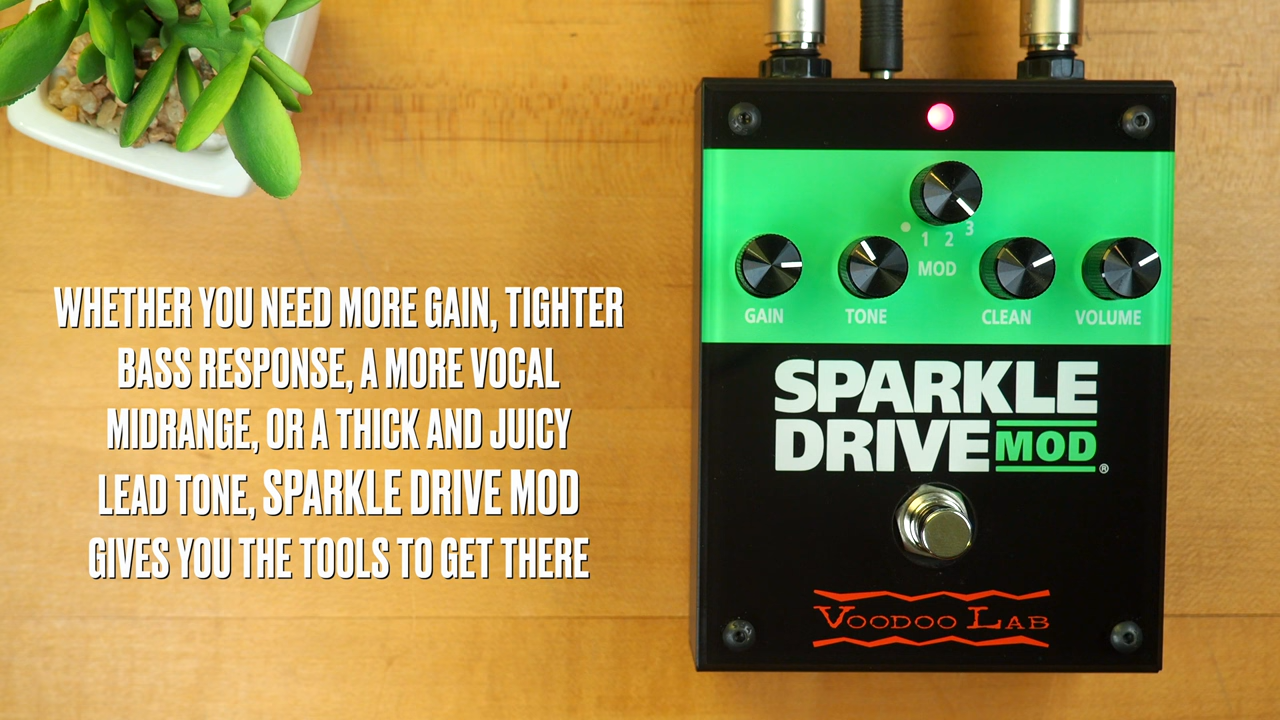 WHETHER YOU NEED MORE GAIN, TIGHTER
BASS RESPONSE, A MORE VOCAL
MIDRANGE, OR A THICK AND JUICY
LEAD TONE, SPARKLE DRIVE MOD
GIVES YOU THE TOOLS TO GET THERE
1 2 3
MOD
GAIN TONE CLEAN VOLUME
SPARKLE
DRIVE MOD ®
VOODOO LAB